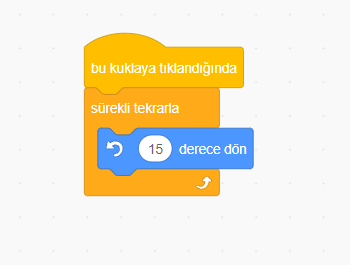 bu kuklaya tıklandığında
sürekli tekrarla
15 derece dön